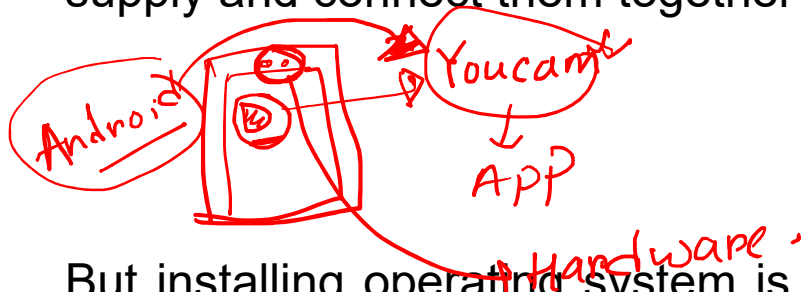 supply and connect them together
Youcam
Android
App
Hardware.
But installing operating system is